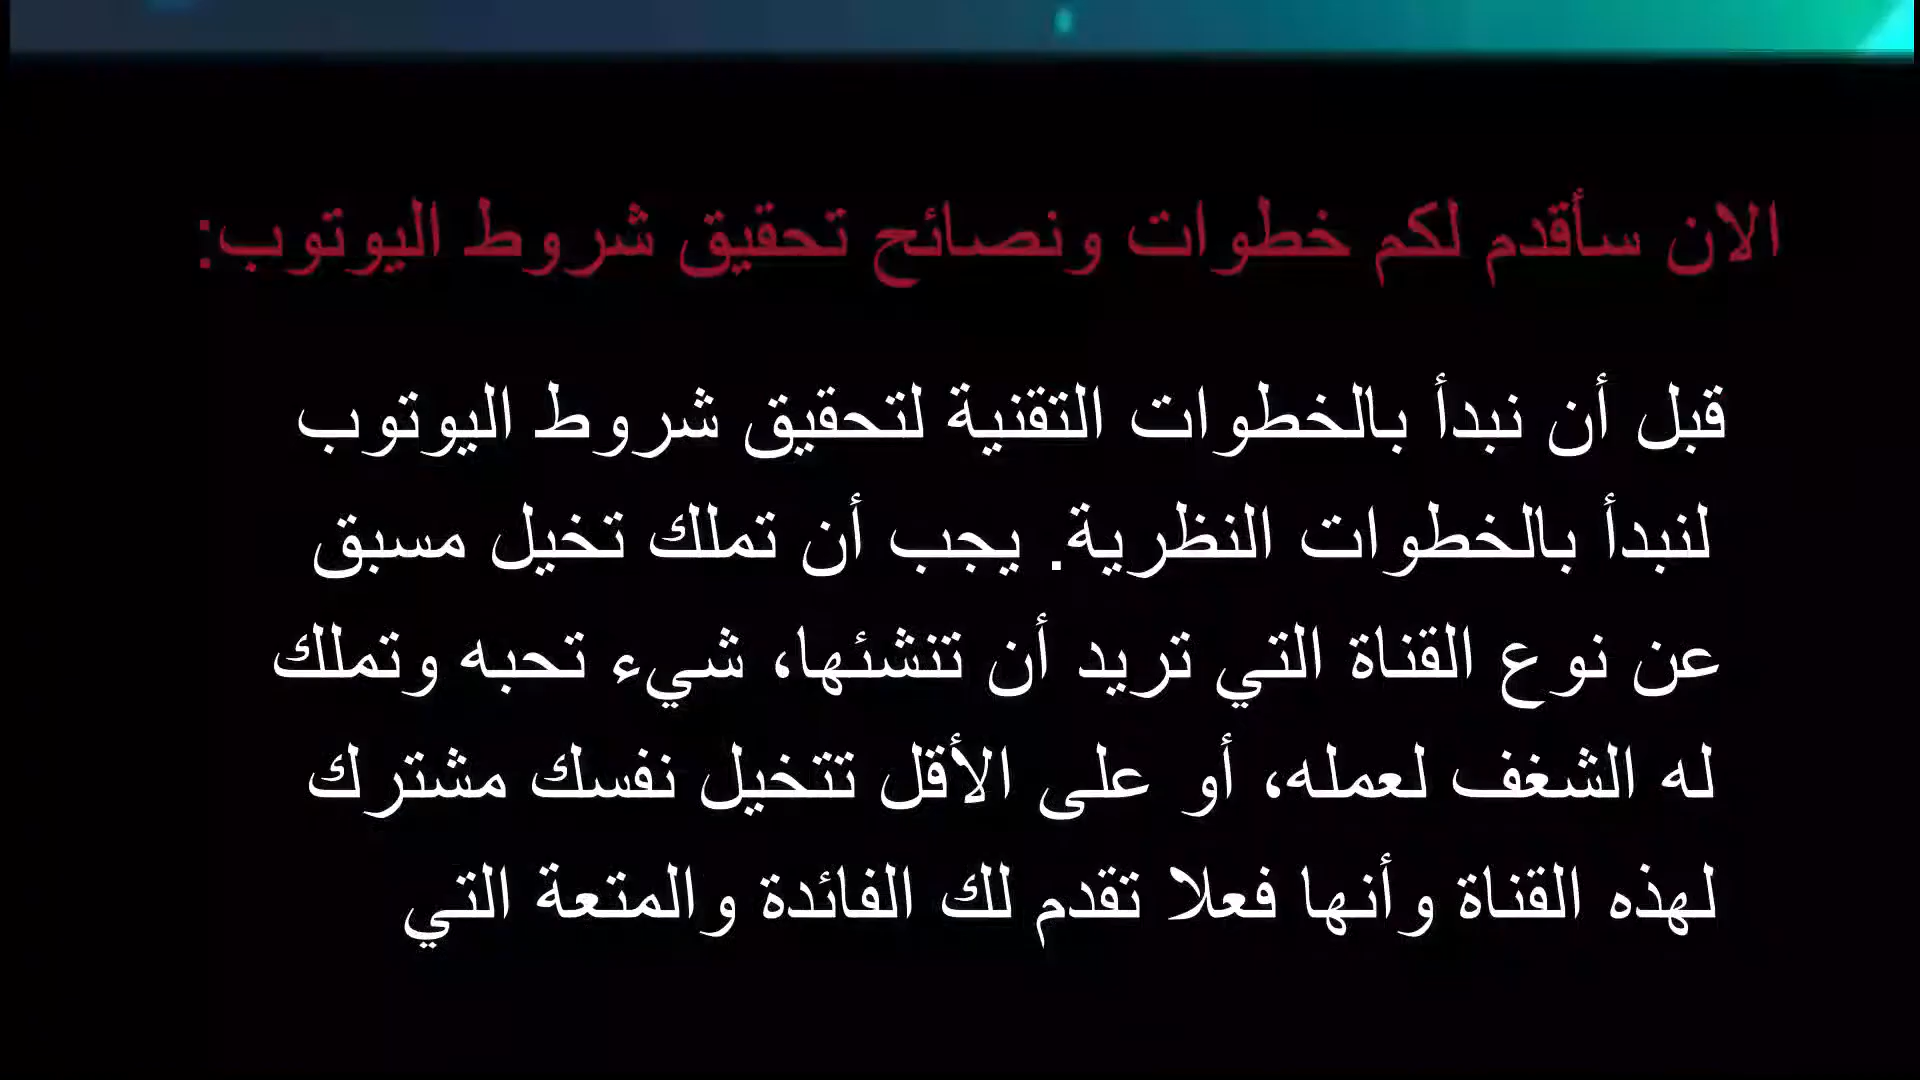 الان سأقدم لكم خطوات ونصائح تحقيق شروط اليوتوب:
قبل أن نبدأ بالخطوات التقنية لتحقيق شروط اليوتوب
لنبدأ بالخطوات النظرية. يجب أن تملك تخيل مسبق
عن نوع القناة التي تريد أن تنشئها، شيء تحبه وتملك
له الشغف لعمله، أو على الأقل تتخيل نفسك مشترك
لهذه القناة وأنها فعلا تقدم لك الفائدة والمتعة التي